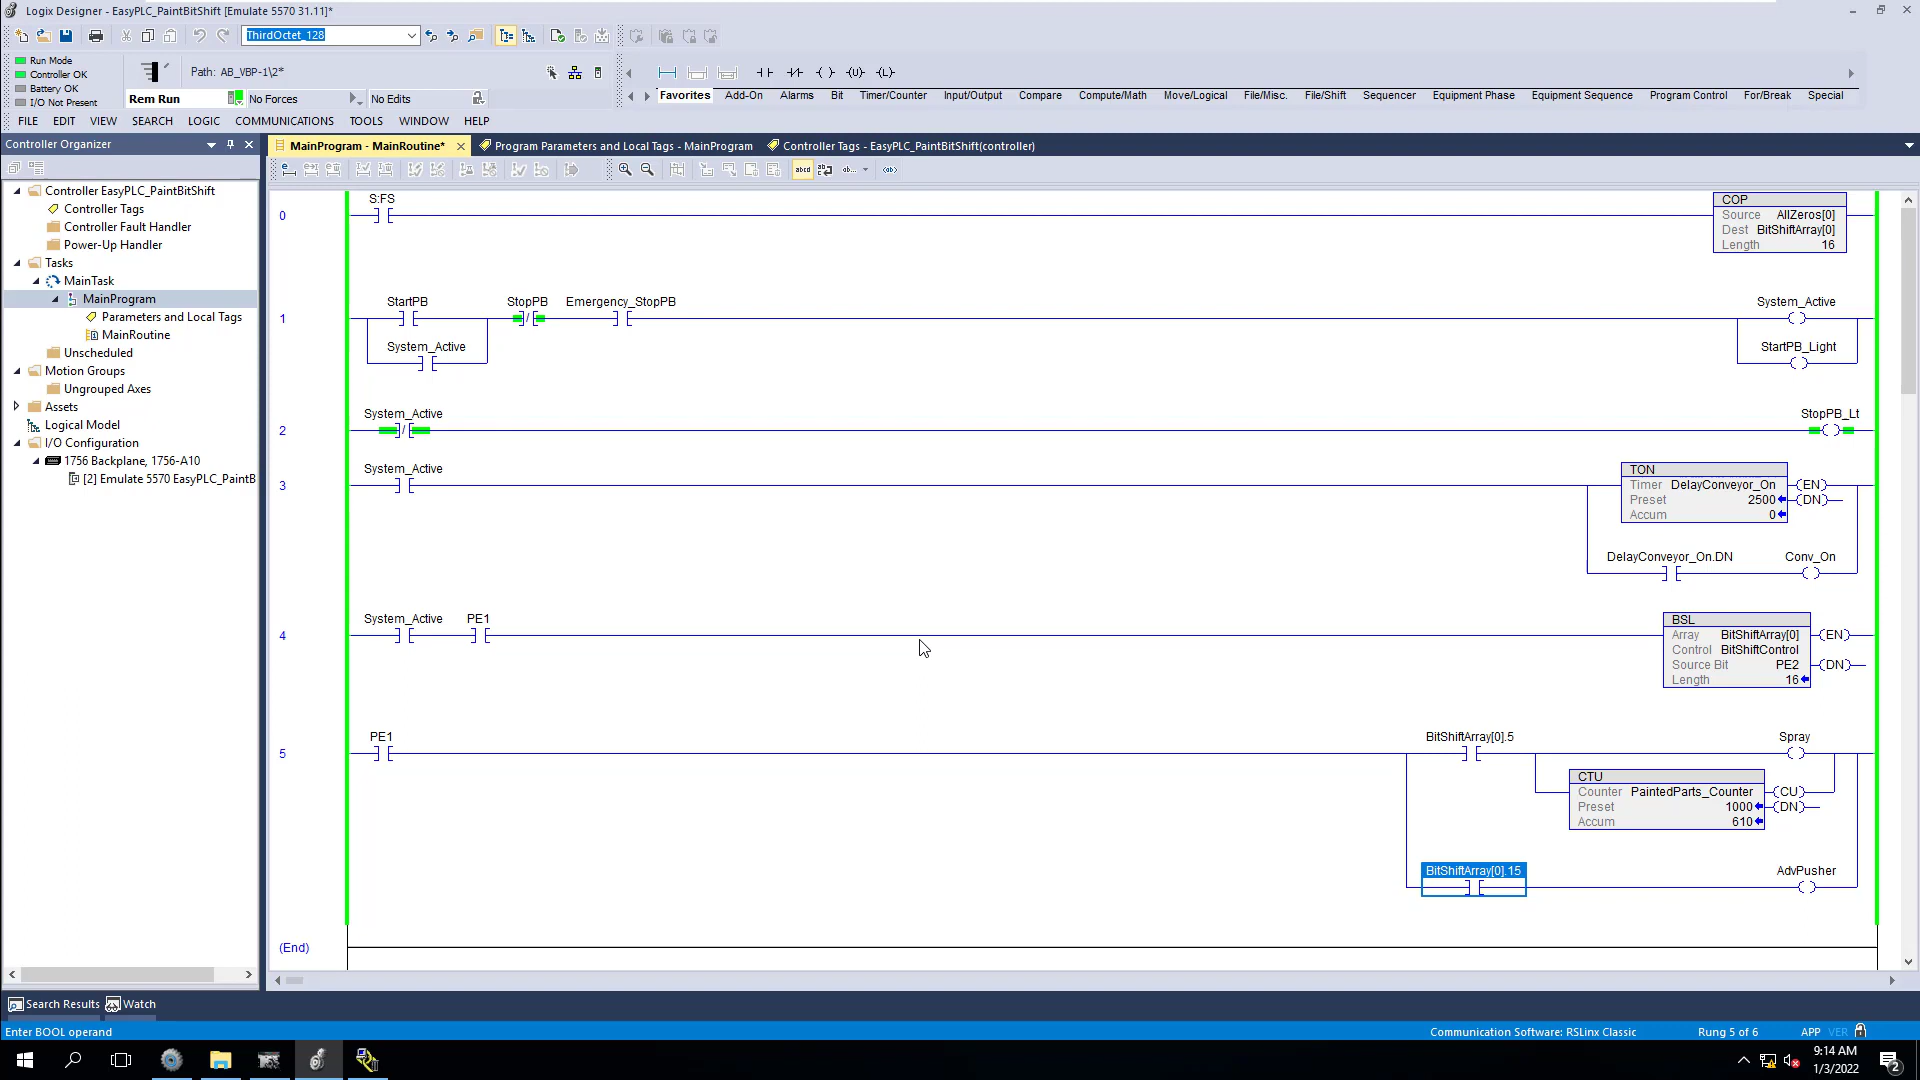 Logix Designer - EasyPLC_PaintBitShift [Emulate 5570 31.11]*
ThirdOctet_128
Run Mode
Controller OK
Battery OK
I/O Not Present
Path: AB_VBP-1\2*
Rem Run
No Forces
No Edits
Favorites Add-On Alarms Bit Timer/Counter Input/Output Compare Compute/Math Move/Logical File/Misc. File/Shift Sequencer Equipment Phase Equipment Sequence Program Control For/Break Special
FILE EDIT VIEW SEARCH LOGIC COMMUNICATIONS TOOLS WINDOW HELP
Controller Organizer
MainProgram - MainRoutine*
Program Parameters and Local Tags - MainProgram
Controller Tags - EasyPLC_PaintBitShift(controller)
Controller EasyPLC_PaintBitShift
Controller Tags
Controller Fault Handler
Power-Up Handler
Tasks
MainTask
MainProgram
Parameters and Local Tags
MainRoutine
Unscheduled
Motion Groups
Ungrouped Axes
Assets
Logical Model
I/O Configuration
1756 Backplane, 1756-A10
[2] Emulate 5570 EasyPLC_PaintB
0
S:FS
COP
Source AllZeros[0]
Dest BitShiftArray[0]
Length 16
1
StartPB StopPB Emergency_StopPB System_Active
System_Active StartPB_Light
2
System_Active StopPB_Lt
3
System_Active
TON
Timer DelayConveyor_On (EN)
Preset 2500 (DN)
Accum 0
DelayConveyor_On.DN Conv_On
4
System_Active PE1
BSL
Array BitShiftArray[0] (EN)
Control BitShiftControl
Source Bit PE2 (DN)
Length 16
5
PE1 BitShiftArray[0].5 Spray
CTU
Counter PaintedParts_Counter (CU)
Preset 1000 (DN)
Accum 610
BitShiftArray[0].15 AdvPusher
(End)
Search Results Watch
Enter BOOL operand
Communication Software: RSLinx Classic
Rung 5 of 6
APP VER
9:14 AM
1/3/2022
2